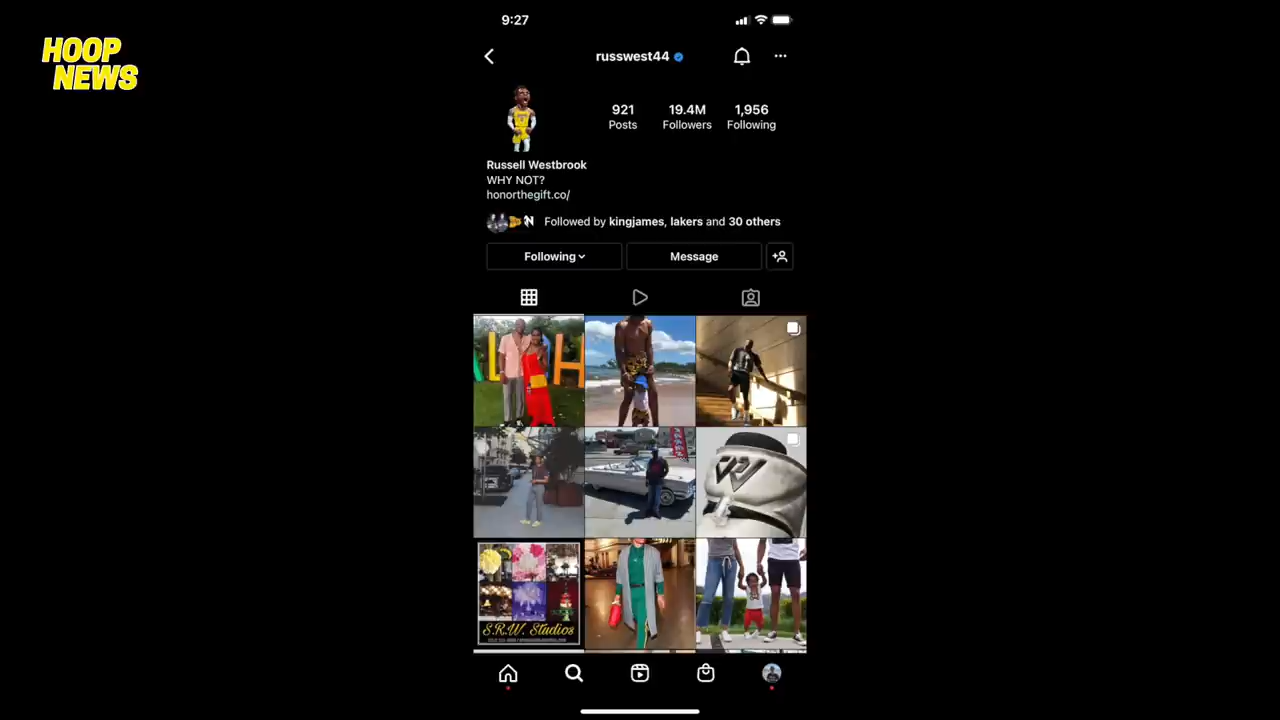 HOOP
NEWS
9:27
russwest44
921
Posts
19.4M
Followers
1,956
Following
Russell Westbrook
WHY NOT?
honorthegift.co/
Followed by kingjames, lakers and 30 others
Following
Message
L
H
W
S.R.W. Studios